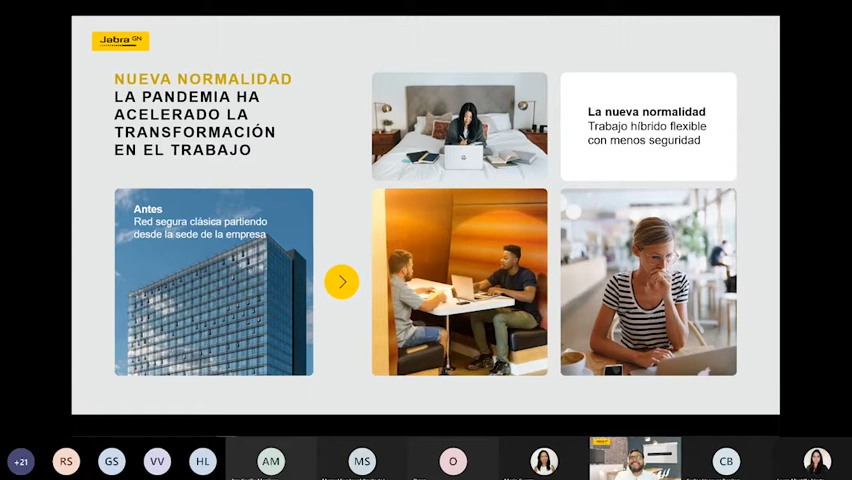 Jabra GN
NUEVA NORMALIDAD
LA PANDEMIA HA
ACELERADO LA
TRANSFORMACIÓN
EN EL TRABAJO
La nueva normalidad
Trabajo híbrido flexible
con menos seguridad
Antes
Red segura clásica partiendo
desde la sede de la empresa
+21
RS
GS
VV
HL
AM
MS
O
CB